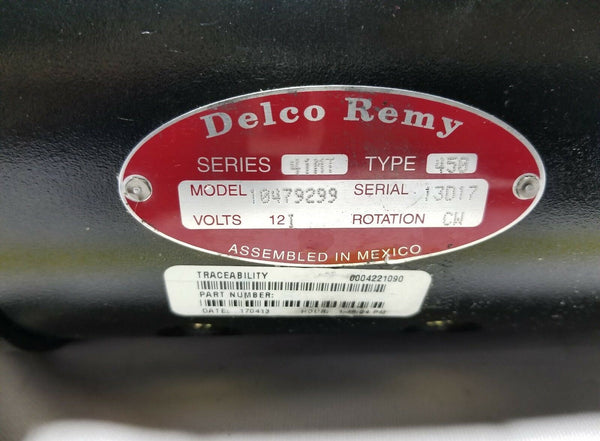 Delco Remy
SERIES 41MT TYPE 450
MODEL 10479299 SERIAL 13D17
VOLTS 12 ROTATION CW
ASSEMBLED IN MEXICO
TRACEABILITY 0004221090
PART NUMBER:
DATE: 170413 HOUR: